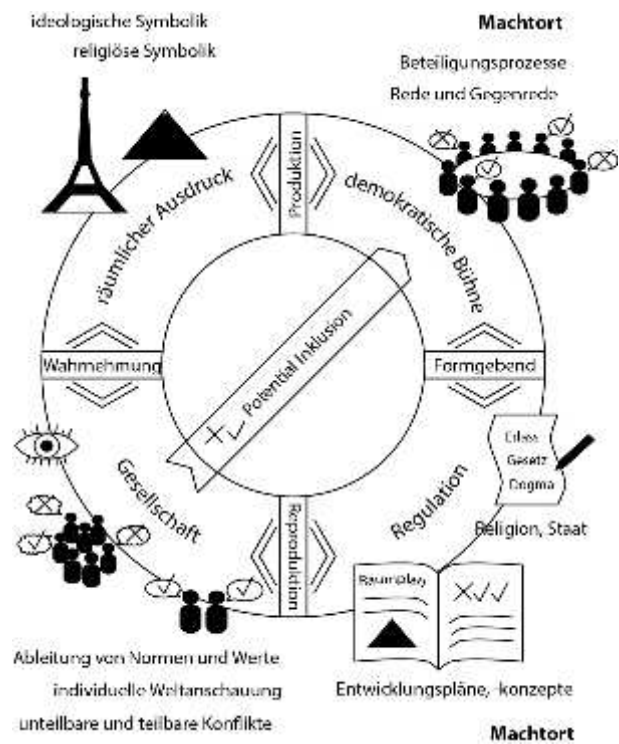 ideologische Symbolik
religiöse Symbolik
Machtort
Beteiligungsprozesse
Rede und Gegenrede
Produktion
räumlicher Ausdruck
demokratische Bühne
Potential Inklusion
Wahrnehmung
Formgebend
Erlass
Gesetz
Dogma
Gesellschaft
Regulation
Religion, Staat
Reproduktion
Raumplan
Ableitung von Normen und Werte
individuelle Weltanschauung
unteilbare und teilbare Konflikte
Entwicklungspläne, -konzepte
Machtort